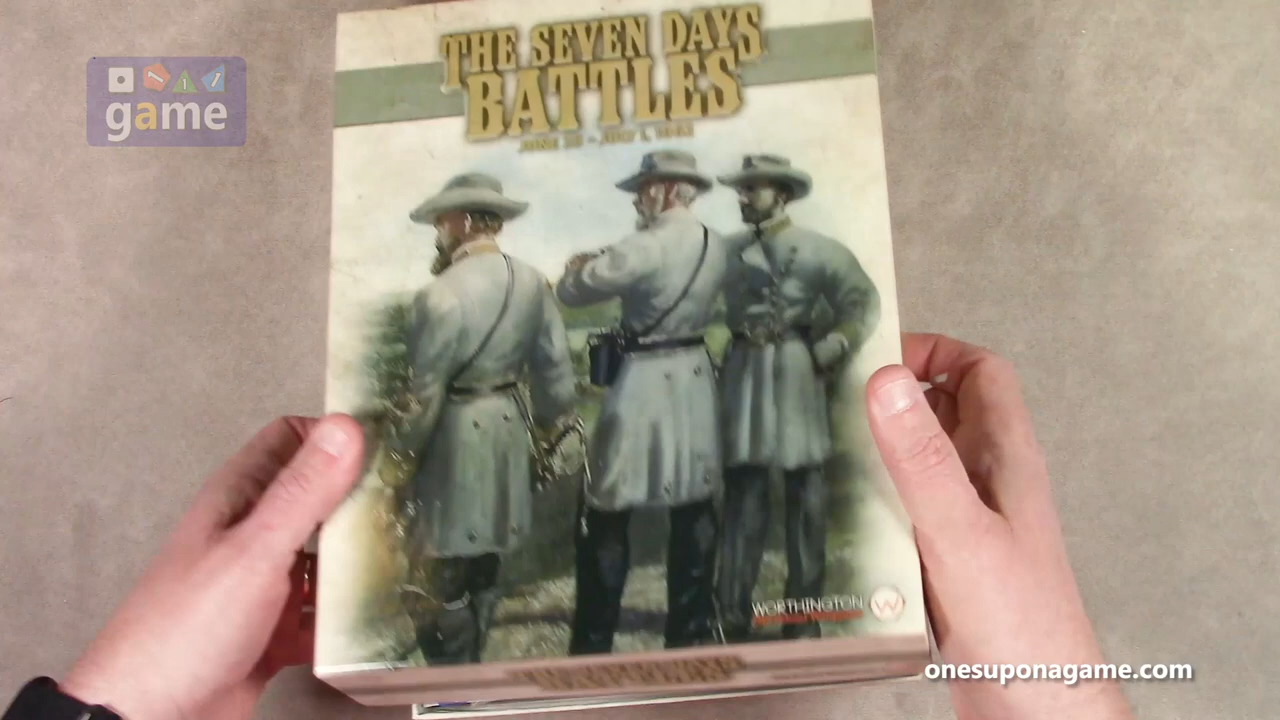 THE SEVEN DAYS
BATTLES
game
WORTHINGTON
onesuponagame.com